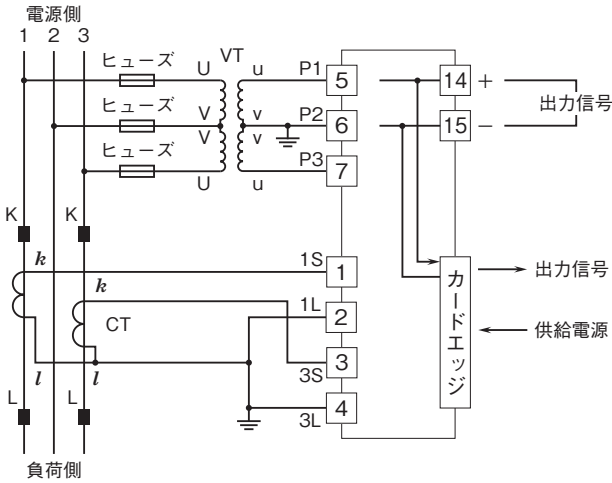 電源側
1 2 3
ヒューズ
ヒューズ
ヒューズ
VT
U u
V v
V v
U u
P1
P2
P3
5
6
7
14 +
15 −
出力信号
K K
k
k
CT
l l
L L
1S
1L
3S
3L
1
2
3
4
カードエッジ
出力信号
供給電源
負荷側